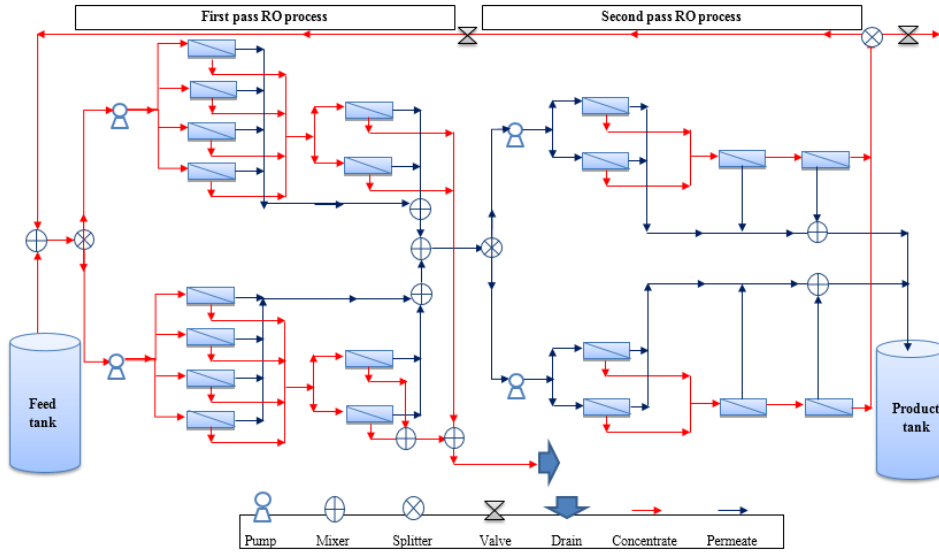 First pass RO process
Second pass RO process
Feed
tank
Product
tank
Pump
Mixer
Splitter
Valve
Drain
Concentrate
Permeate